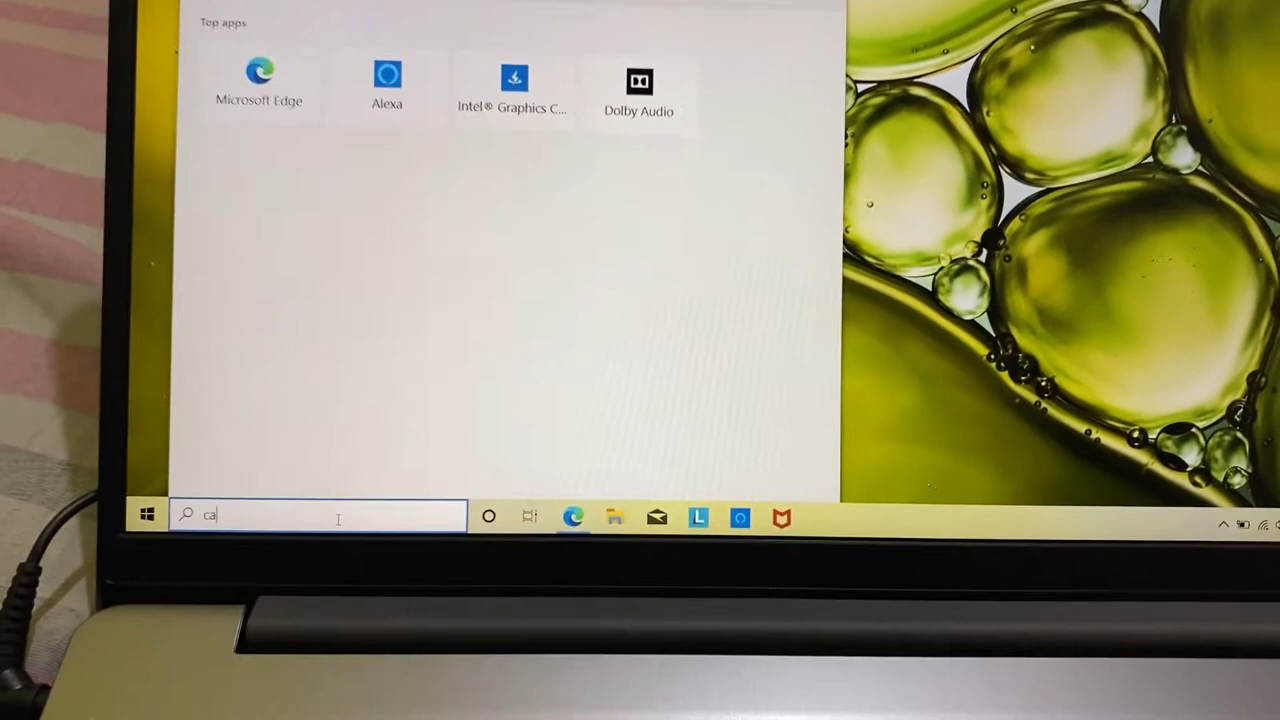 Top apps
Microsoft Edge
Alexa
Intel® Graphics C...
Dolby Audio
ca
L